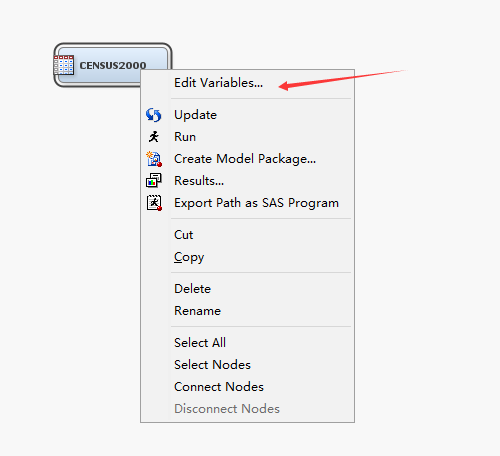 CENSUS2000
Edit Variables...
Update
Run
Create Model Package...
Results...
Export Path as SAS Program
Cut
Copy
Delete
Rename
Select All
Select Nodes
Connect Nodes
Disconnect Nodes